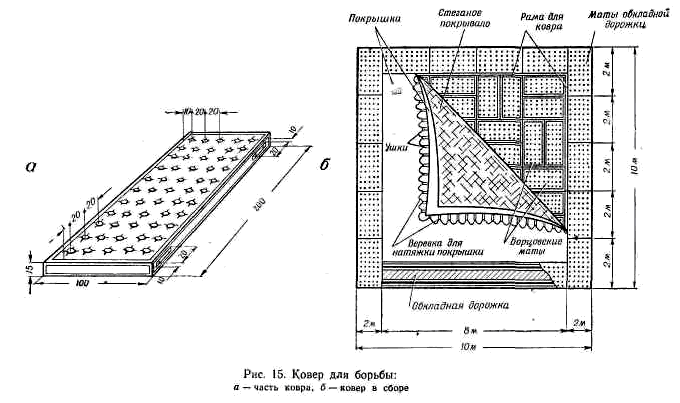 а
10 20 20
10
20
20
20
10
200
15
100
б
Покрышка
Стеганое
покрывало
Рама для
ковра
Маты обкладной
дорожки
Ушки
Веревка для
натяжки покрышки
Борцовские
маты
Обкладная дорожка
2м
2м
2м
2м
2м
10м
2м
8м
2м
10м
Рис. 15. Ковер для борьбы:
а — часть ковра, б — ковер в сборе